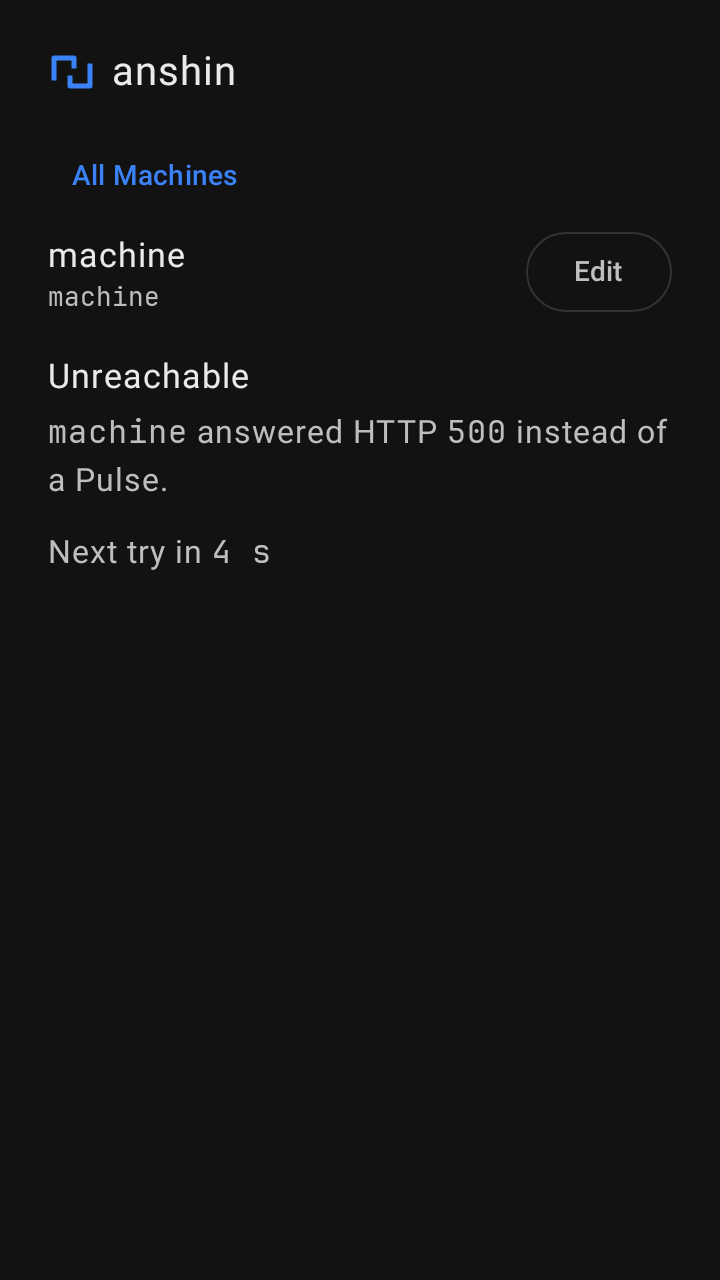 anshin
All Machines
machine
machine
Edit
Unreachable
machine answered HTTP 500 instead of
a Pulse.
Next try in 4 s